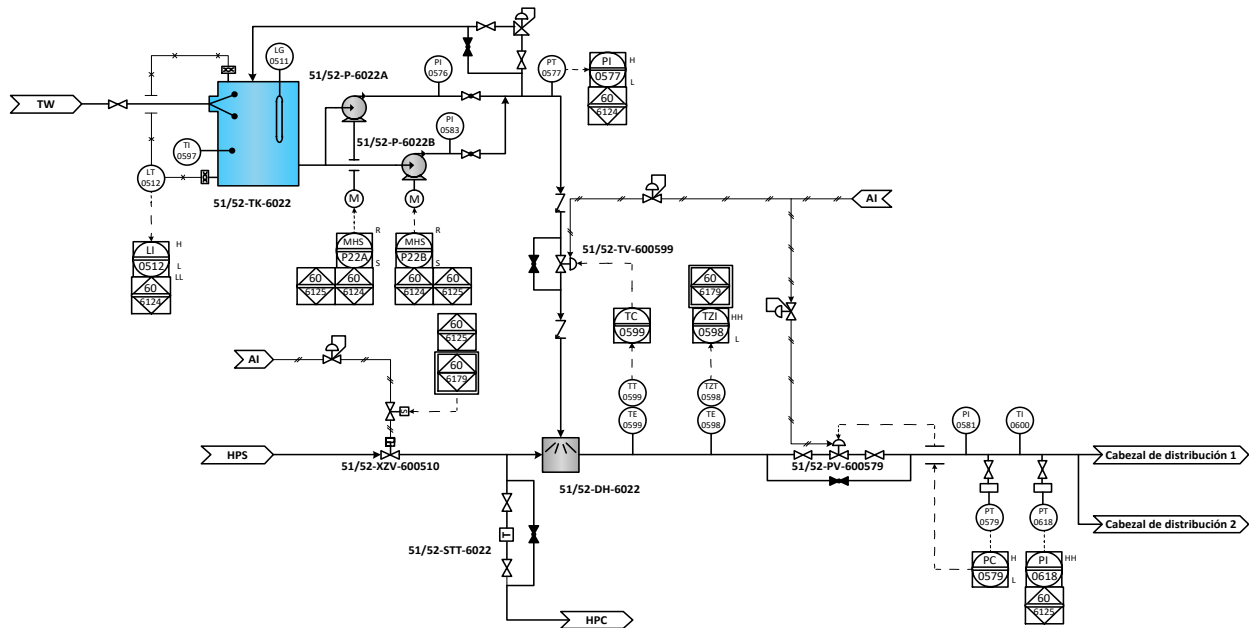 LG
0511
51/52-P-6022A
PI
0576
PT
0577
PI
0577
H
L
60
6124
TW
TI
0597
LT
0512
51/52-P-6022B
PI
0583
51/52-TK-6022
M
M
LI
0512
H
L
LL
60
6124
MHS
P22A
R
S
60
6125
60
6124
MHS
P22B
R
S
60
6124
60
6125
51/52-TV-600599
AI
60
6179
TC
0599
TZI
0598
HH
L
60
6125
60
6179
AI
S
TT
0599
TE
0599
TZT
0598
TE
0598
PI
0581
TI
0600
HPS
51/52-XZV-600510
51/52-DH-6022
51/52-PV-600579
Cabezal de distribución 1
Cabezal de distribución 2
PT
0579
PT
0618
T
51/52-STT-6022
PC
0579
H
L
PI
0618
HH
60
6125
HPC